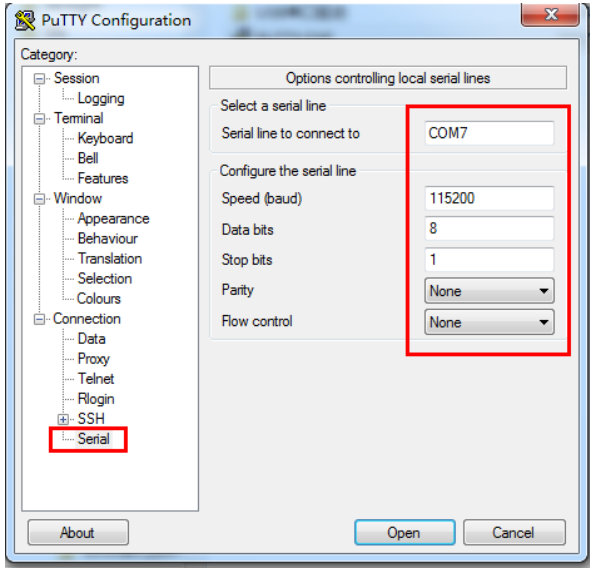 PuTTY Configuration
Category:
Session
Logging
Terminal
Keyboard
Bell
Features
Window
Appearance
Behaviour
Translation
Selection
Colours
Connection
Data
Proxy
Telnet
Rlogin
SSH
Serial
Options controlling local serial lines
Select a serial line
Serial line to connect to COM7
Configure the serial line
Speed (baud) 115200
Data bits 8
Stop bits 1
Parity None
Flow control None
About Open Cancel